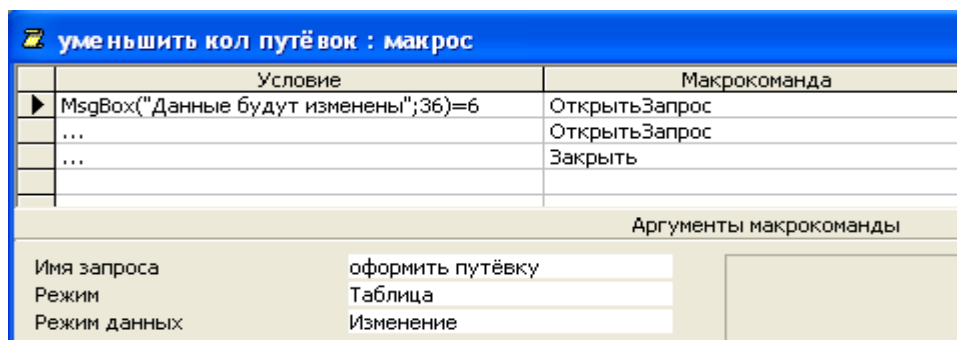 уменьшить кол путёвок : макрос
Условие Макрокоманда
MsgBox("Данные будут изменены";36)=6 ОткрытьЗапрос
... ОткрытьЗапрос
... Закрыть
Аргументы макрокоманды
Имя запроса оформить путёвку
Режим Таблица
Режим данных Изменение